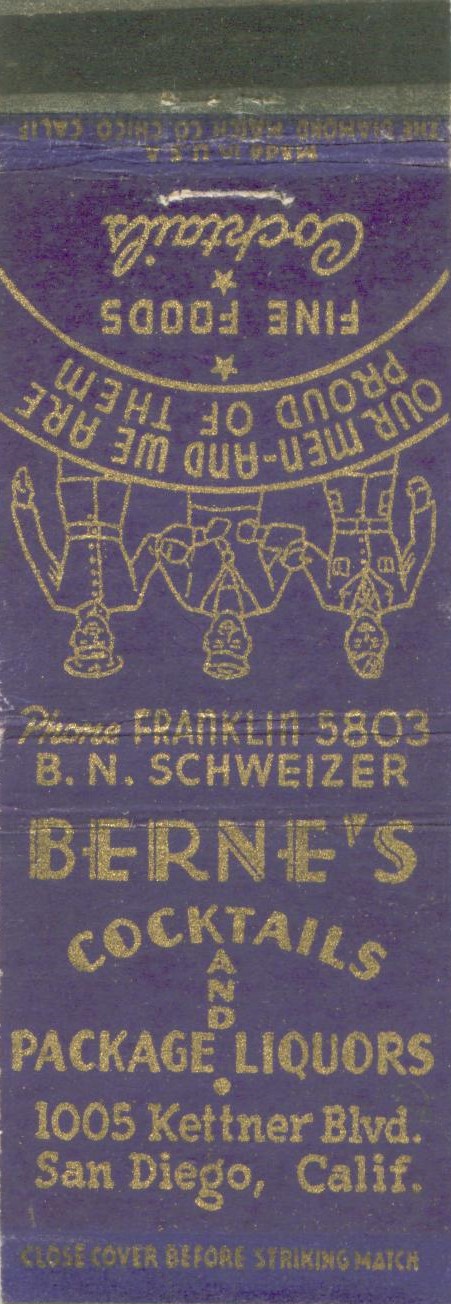 THE DIAMOND MATCH CO CHICO CALIF
MADE IN U.S.A.
Cocktails
FINE FOODS
OUR MEN-AND WE ARE
PROUD OF THEM
Phone FRANKLIN 5803
B. N. SCHWEIZER
BERNE'S
COCKTAILS
AND
PACKAGE LIQUORS
1005 Kettner Blvd.
San Diego, Calif.
CLOSE COVER BEFORE STRIKING MATCH